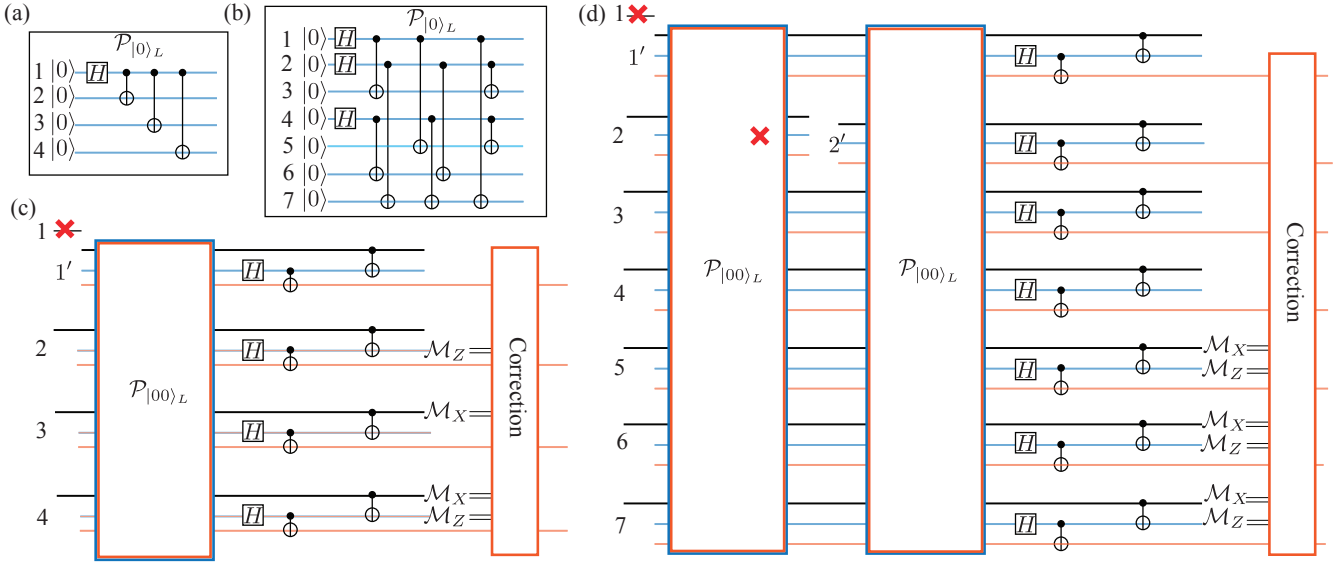 (a)
𝒫|0⟩L
1 |0⟩ H
2 |0⟩
3 |0⟩
4 |0⟩
(b)
𝒫|0⟩L
1 |0⟩ H
2 |0⟩ H
3 |0⟩
4 |0⟩ H
5 |0⟩
6 |0⟩
7 |0⟩
(c)
1
1′
H
2
H
ℳZ
𝒫|00⟩L
3
H
ℳX
4
H
ℳX
ℳZ
Correction
(d)
1
1′
H
2
2′
H
3
H
𝒫|00⟩L
𝒫|00⟩L
4
H
5
H
ℳX
ℳZ
6
H
ℳX
ℳZ
7
H
ℳX
ℳZ
Correction